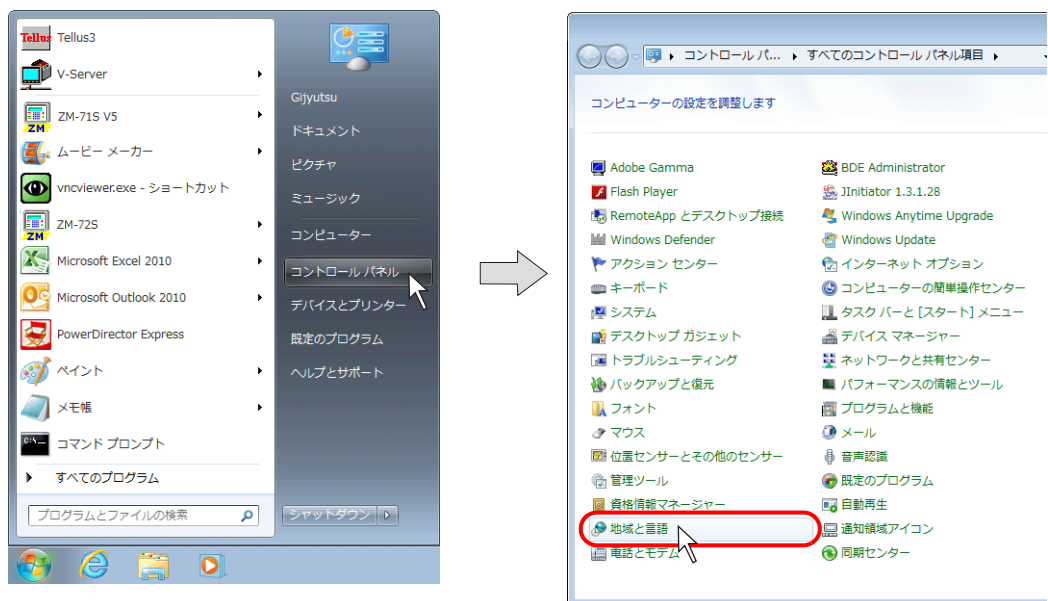 Tellus Tellus3
V-Server
ZM ZM-71S V5
ムービー メーカー
vncviewer.exe - ショートカット
ZM ZM-72S
Microsoft Excel 2010
Microsoft Outlook 2010
PowerDirector Express
ペイント
メモ帳
コマンド プロンプト
すべてのプログラム
プログラムとファイルの検索
Gijyutsu
ドキュメント
ピクチャ
ミュージック
コンピューター
コントロール パネル
デバイスとプリンター
既定のプログラム
ヘルプとサポート
シャットダウン
コントロール パ... すべてのコントロール パネル項目
コンピューターの設定を調整します
Adobe Gamma
Flash Player
RemoteApp とデスクトップ接続
Windows Defender
アクション センター
キーボード
システム
デスクトップ ガジェット
トラブルシューティング
バックアップと復元
フォント
マウス
位置センサーとその他のセンサー
管理ツール
資格情報マネージャー
地域と言語
電話とモデム
BDE Administrator
JInitiator 1.3.1.28
Windows Anytime Upgrade
Windows Update
インターネット オプション
コンピューターの簡単操作センター
タスク バーと [スタート] メニュー
デバイス マネージャー
ネットワークと共有センター
パフォーマンスの情報とツール
プログラムと機能
メール
音声認識
既定のプログラム
自動再生
通知領域アイコン
同期センター